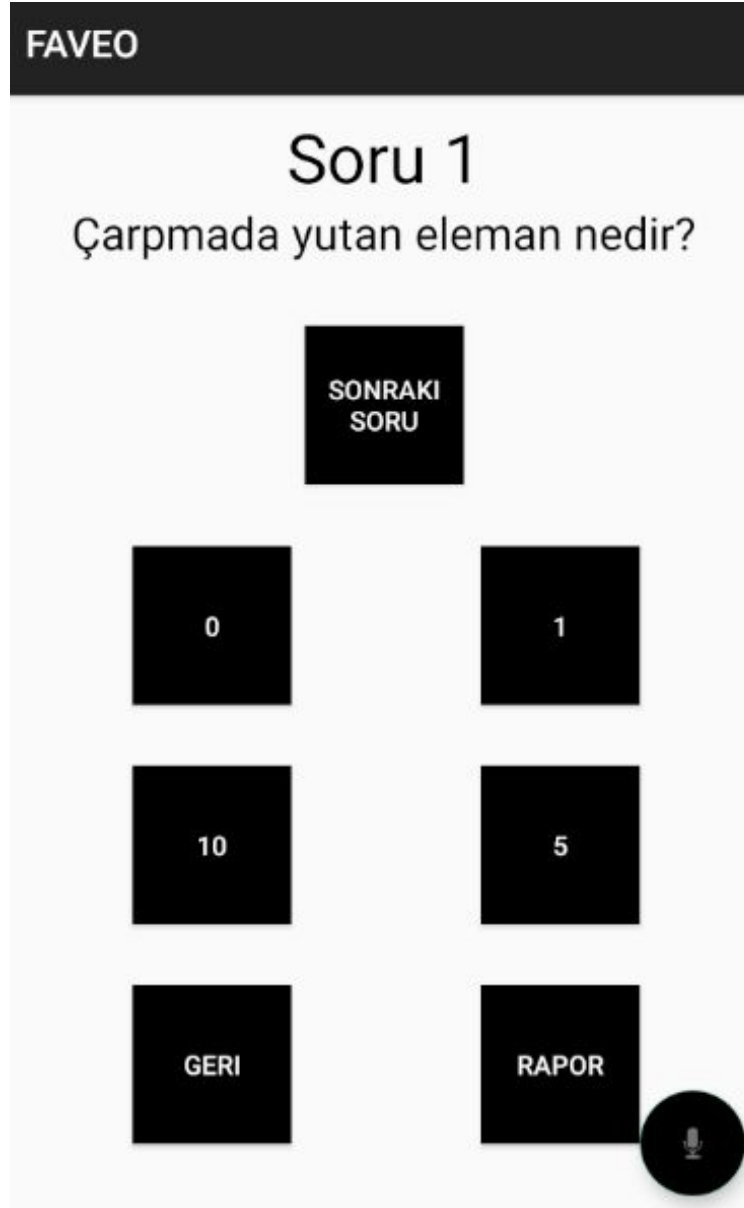 FAVEO
Soru 1
Çarpmada yutan eleman nedir?
SONRAKI
SORU
0
1
10
5
GERI
RAPOR